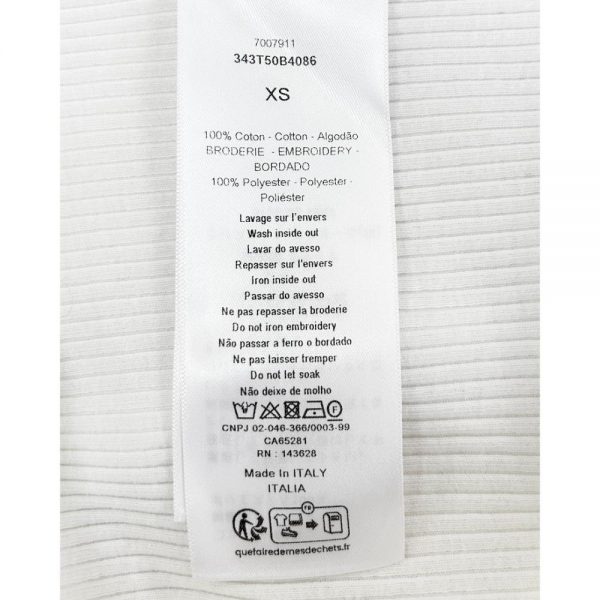 7007911
343T50B4086
XS
100% Coton - Cotton - Algodão
BRODERIE - EMBROIDERY -
BORDADO
100% Polyester - Polyester -
Poliéster
Lavage sur l'envers
Wash inside out
Lavar do avesso
Repasser sur l'envers
Iron inside out
Passar do avesso
Ne pas repasser la broderie
Do not iron embroidery
Não passar a ferro o bordado
Ne pas laisser tremper
Do not let soak
Não deixe de molho
CNPJ 02-046-366/0003-99
CA65281
RN : 143628
Made In ITALY
ITALIA
FR
quefairedemesdechets.fr